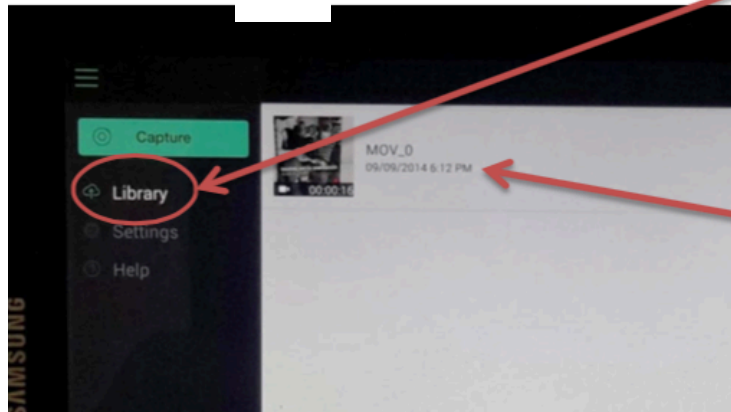 Capture
Library
Settings
Help
MOV_0
09/09/2014 6:12 PM
00:00:16
SAMSUNG